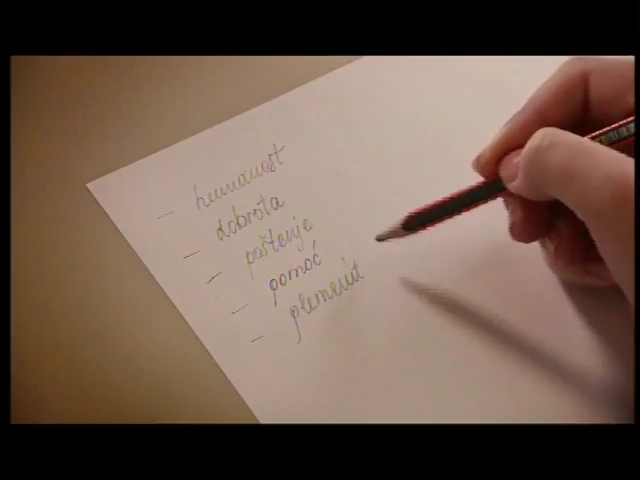 - humanost
- dobrota
- poštenje
- pomoć
- plemenit